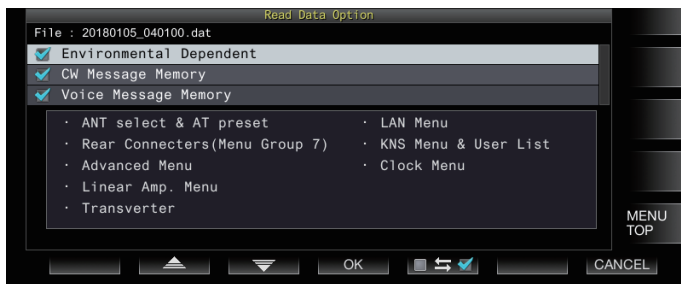 Read Data Option
File : 20180105_040100.dat
Environmental Dependent
CW Message Memory
Voice Message Memory
· ANT select & AT preset
· LAN Menu
· Rear Connecters(Menu Group 7)
· KNS Menu & User List
· Advanced Menu
· Clock Menu
· Linear Amp. Menu
· Transverter
MENU
TOP
OK
CANCEL